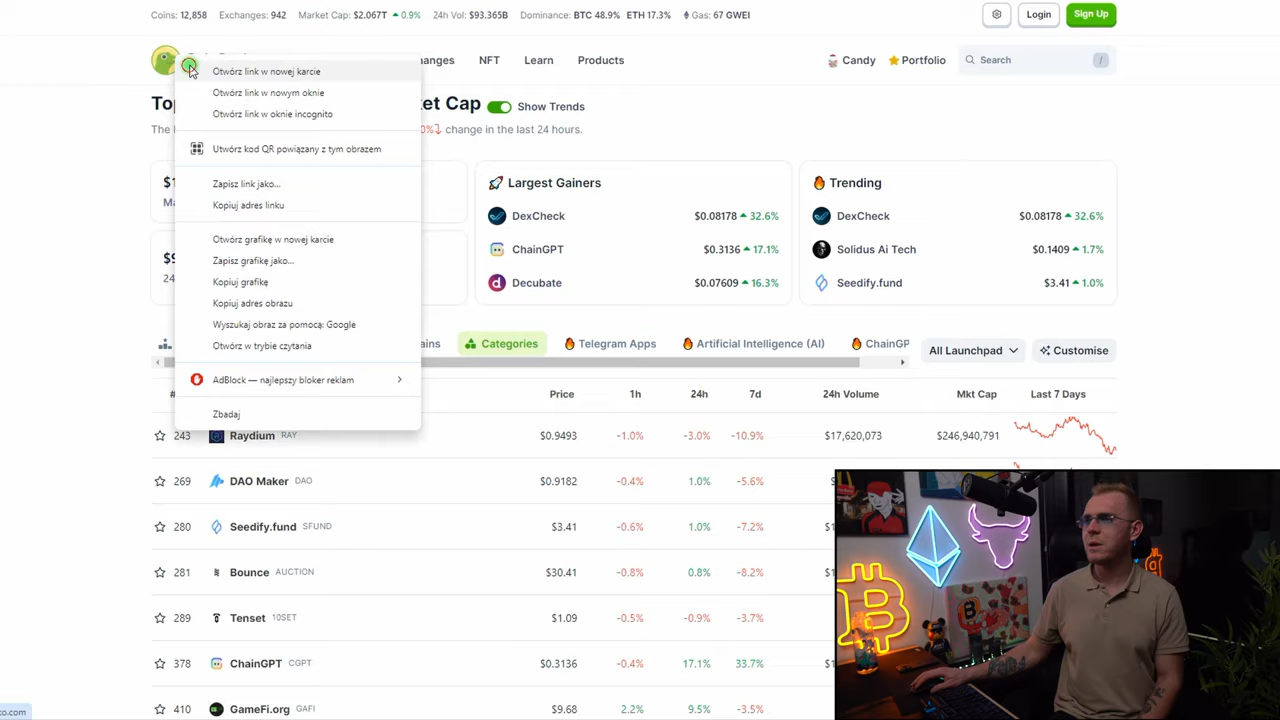 Coins: 12,858 Exchanges: 942 Market Cap: $2.067T 0.9% 24h Vol: $93.365B Dominance: BTC 48.9% ETH 17.3% Gas: 67 GWEI
Login Sign Up
NFT Learn Products Candy Portfolio Search /
ket Cap Show Trends
change in the last 24 hours.
Otwórz link w nowej karcie
Otwórz link w nowym oknie
Otwórz link w oknie incognito
Utwórz kod QR powiązany z tym obrazem
Zapisz link jako...
Kopiuj adres linku
Otwórz grafikę w nowej karcie
Zapisz grafikę jako...
Kopiuj grafikę
Kopiuj adres obrazu
Wyszukaj obraz za pomocą: Google
Otwórz w trybie czytania
AdBlock — najlepszy bloker reklam
Zbadaj
Largest Gainers
DexCheck $0.08178 32.6%
ChainGPT $0.3136 17.1%
Decubate $0.07609 16.3%
Trending
DexCheck $0.08178 32.6%
Solidus Ai Tech $0.1409 1.7%
Seedify.fund $3.41 1.0%
Categories Telegram Apps Artificial Intelligence (AI) ChainGP All Launchpad Customise
# Price 1h 24h 7d 24h Volume Mkt Cap Last 7 Days
243 Raydium RAY $0.9493 -1.0% -3.0% -10.9% $17,620,073 $246,940,791
269 DAO Maker DAO $0.9182 -0.4% 1.0% -5.6%
280 Seedify.fund SFUND $3.41 -0.6% 1.0% -7.2%
281 Bounce AUCTION $30.41 -0.8% 0.8% -8.2%
289 Tenset 10SET $1.09 -0.5% -0.9% -3.7%
378 ChainGPT CGPT $0.3136 -0.4% 17.1% 33.7%
410 GameFi.org GAFI $9.68 2.2% 9.5% -3.5%